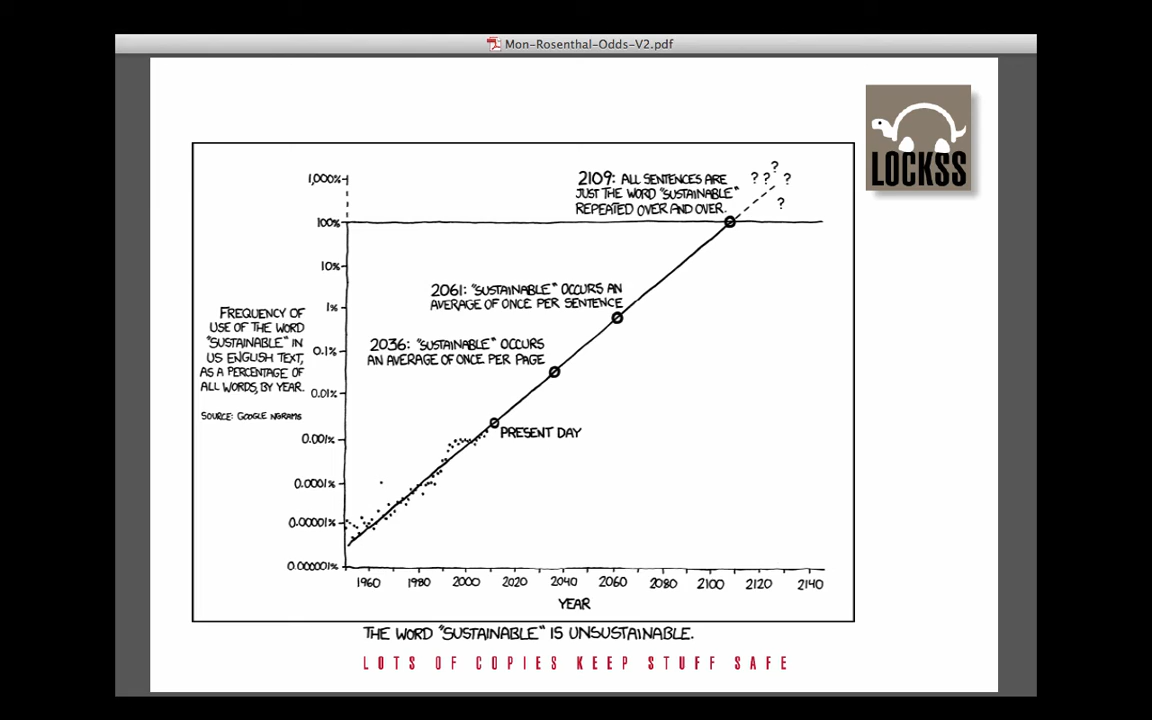 Mon-Rosenthal-Odds-V2.pdf
LOCKSS
1,000%
100%
10%
1%
0.1%
0.01%
0.001%
0.0001%
0.00001%
0.000001%
FREQUENCY OF
USE OF THE WORD
"SUSTAINABLE" IN
US ENGLISH TEXT,
AS A PERCENTAGE OF
ALL WORDS, BY YEAR.
SOURCE: GOOGLE NGRAMS
2109: ALL SENTENCES ARE
JUST THE WORD "SUSTAINABLE"
REPEATED OVER AND OVER.
? ? ? ? ?
2061: "SUSTAINABLE" OCCURS AN
AVERAGE OF ONCE PER SENTENCE
2036: "SUSTAINABLE" OCCURS
AN AVERAGE OF ONCE PER PAGE
PRESENT DAY
1960 1980 2000 2020 2040 2060 2080 2100 2120 2140
YEAR
THE WORD "SUSTAINABLE" IS UNSUSTAINABLE.
LOTS OF COPIES KEEP STUFF SAFE